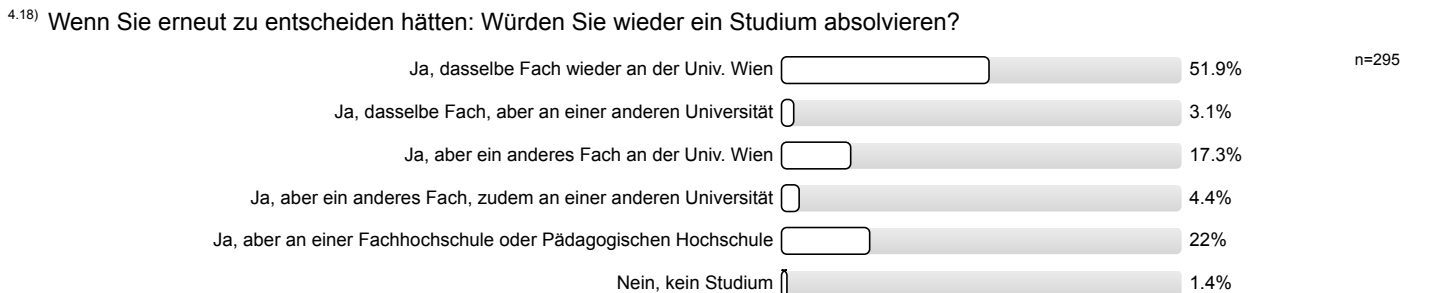 4.18) Wenn Sie erneut zu entscheiden hätten: Würden Sie wieder ein Studium absolvieren?
Ja, dasselbe Fach wieder an der Univ. Wien 51.9% n=295
Ja, dasselbe Fach, aber an einer anderen Universität 3.1%
Ja, aber ein anderes Fach an der Univ. Wien 17.3%
Ja, aber ein anderes Fach, zudem an einer anderen Universität 4.4%
Ja, aber an einer Fachhochschule oder Pädagogischen Hochschule 22%
Nein, kein Studium 1.4%